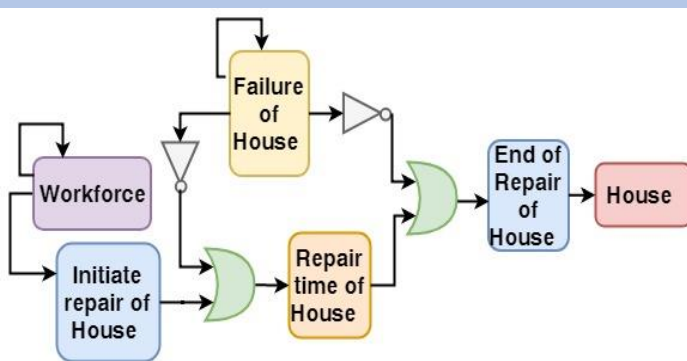 Failure
of
House
Workforce
End of
Repair
of
House
House
Initiate
repair of
House
Repair
time of
House